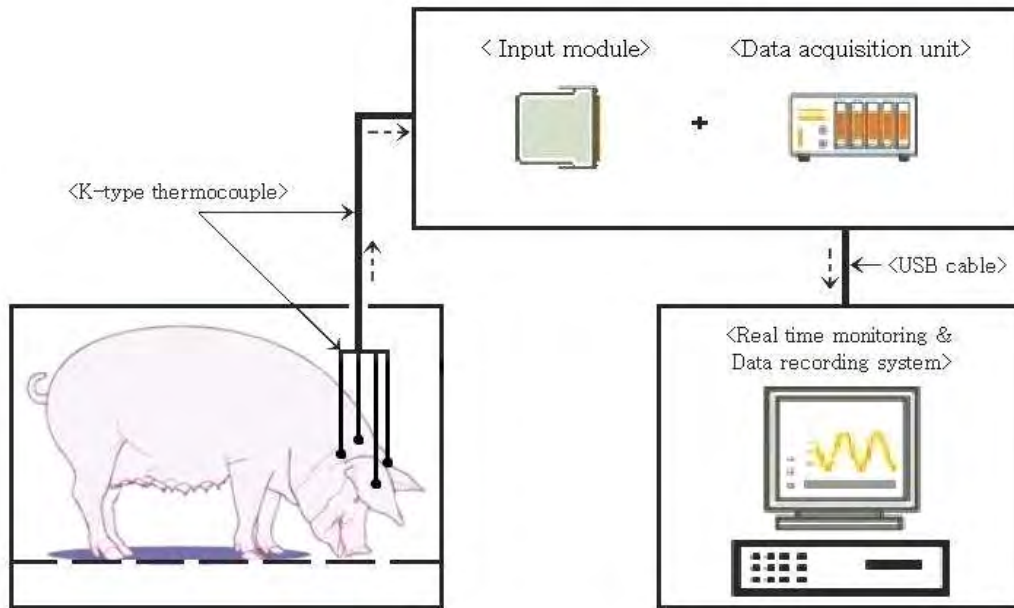 < Input module>
<Data acquisition unit>
+
<K-type thermocouple>
<USB cable>
<Real time monitoring &
Data recording system>